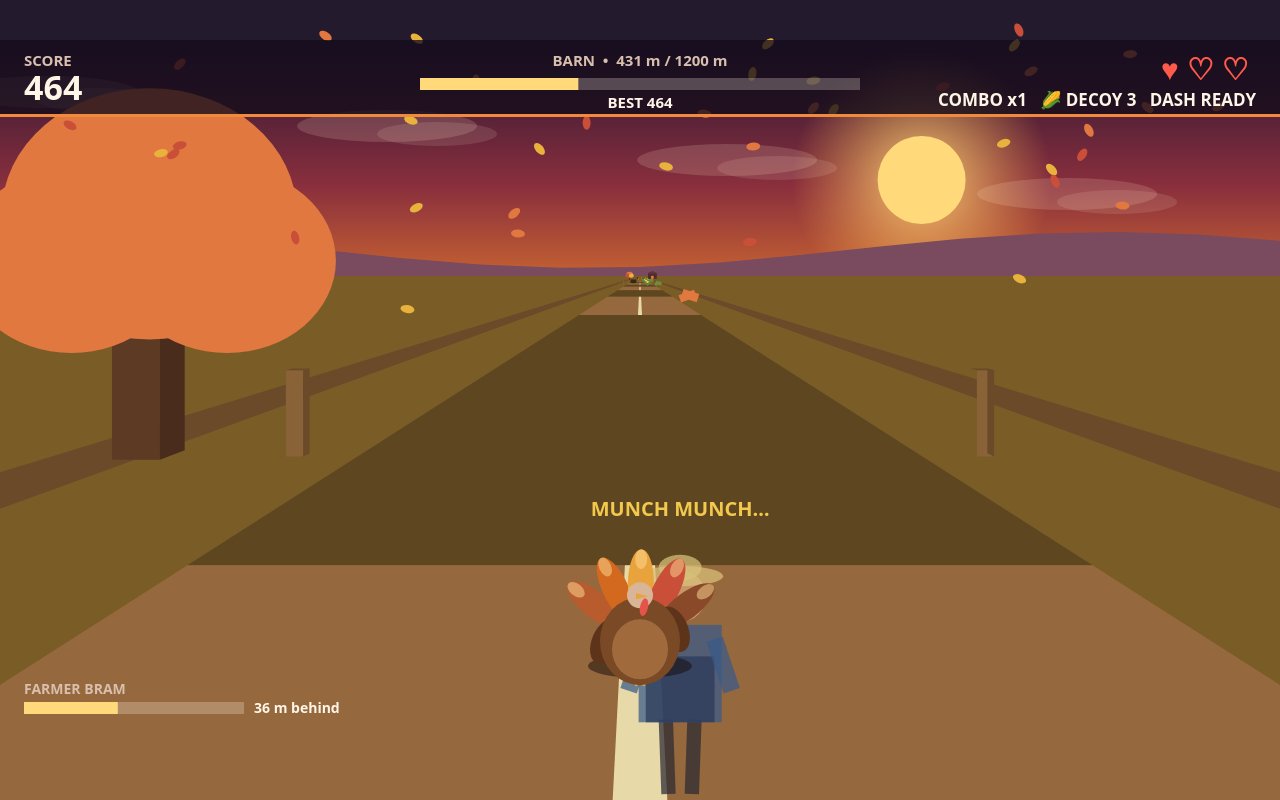 SCORE
464
BARN • 431 m / 1200 m
BEST 464
COMBO x1 🌽 DECOY 3 DASH READY
MUNCH MUNCH...
FARMER BRAM
36 m behind